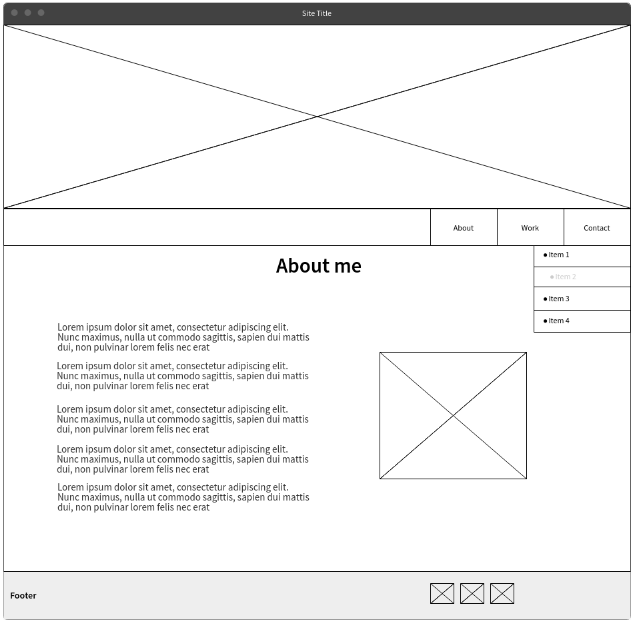 Site Title
About
Work
Contact
About me
● Item 1
● Item 2
● Item 3
● Item 4
Lorem ipsum dolor sit amet, consectetur adipiscing elit.
Nunc maximus, nulla ut commodo sagittis, sapien dui mattis
dui, non pulvinar lorem felis nec erat
Lorem ipsum dolor sit amet, consectetur adipiscing elit.
Nunc maximus, nulla ut commodo sagittis, sapien dui mattis
dui, non pulvinar lorem felis nec erat
Lorem ipsum dolor sit amet, consectetur adipiscing elit.
Nunc maximus, nulla ut commodo sagittis, sapien dui mattis
dui, non pulvinar lorem felis nec erat
Lorem ipsum dolor sit amet, consectetur adipiscing elit.
Nunc maximus, nulla ut commodo sagittis, sapien dui mattis
dui, non pulvinar lorem felis nec erat
Lorem ipsum dolor sit amet, consectetur adipiscing elit.
Nunc maximus, nulla ut commodo sagittis, sapien dui mattis
dui, non pulvinar lorem felis nec erat
Footer